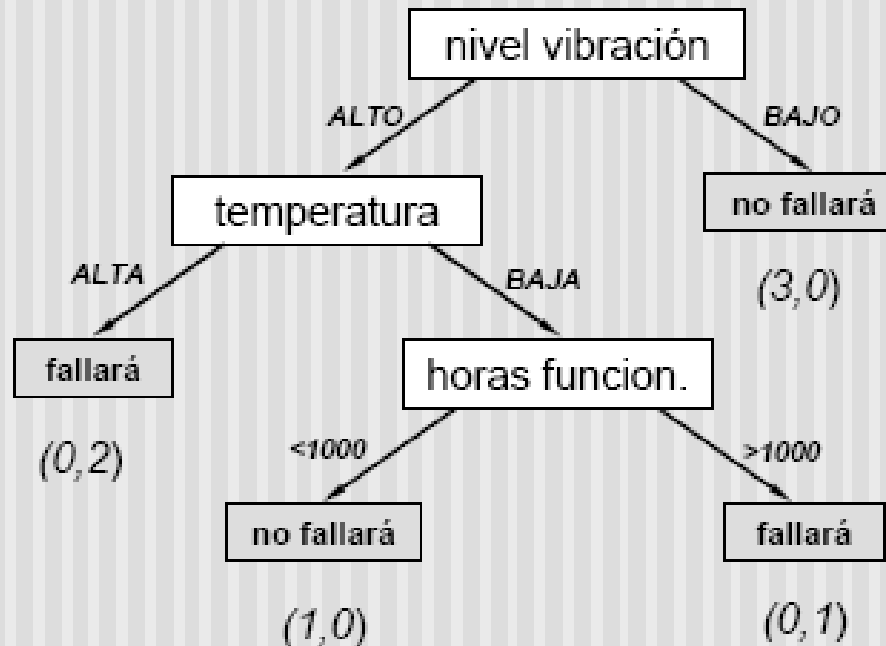 nivel vibración
ALTO
BAJO
temperatura
no fallará
ALTA
BAJA
(3,0)
fallará
horas funcion.
(0,2)
<1000
>1000
no fallará
fallará
(1,0)
(0,1)